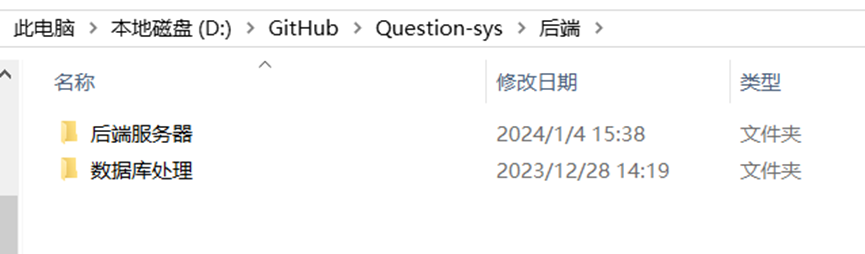 此电脑 > 本地磁盘 (D:) > GitHub > Question-sys > 后端 >
名称 修改日期 类型
后端服务器 2024/1/4 15:38 文件夹
数据库处理 2023/12/28 14:19 文件夹